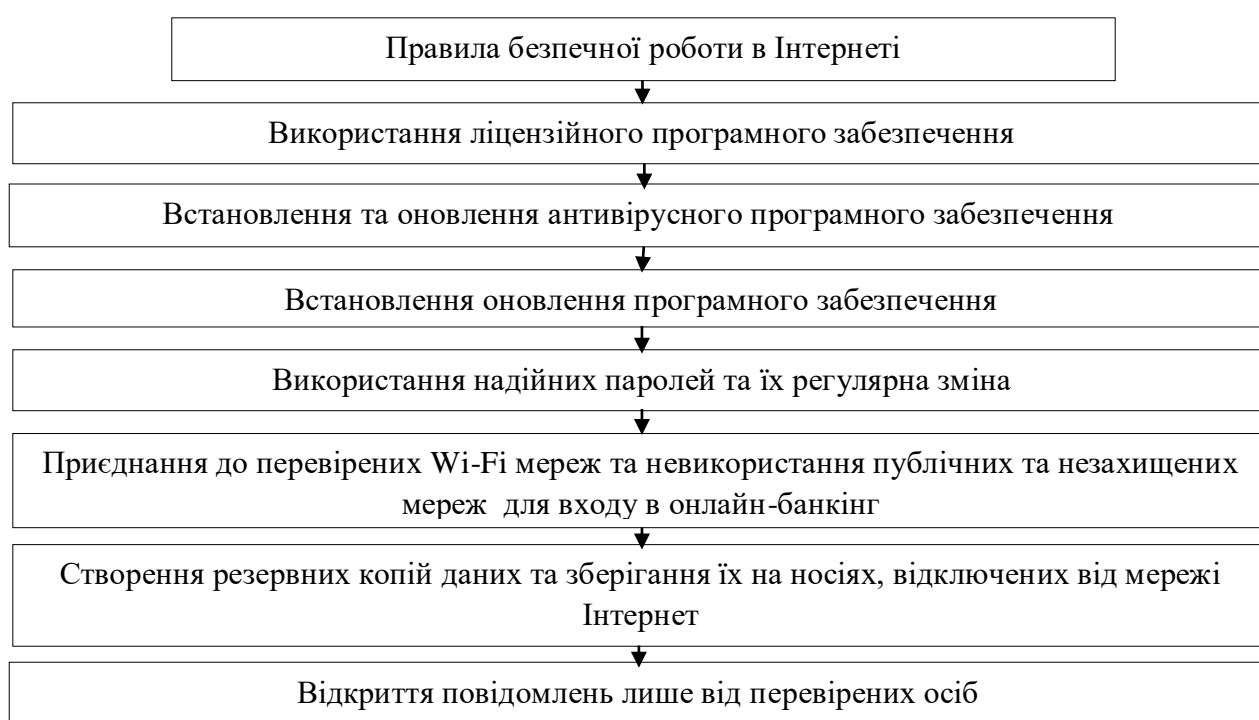 Правила безпечної роботи в Інтернеті
Використання ліцензійного програмного забезпечення
Встановлення та оновлення антивірусного програмного забезпечення
Встановлення оновлення програмного забезпечення
Використання надійних паролей та їх регулярна зміна
Приєднання до перевірених Wi-Fi мереж та невикористання публічних та незахищених
мереж для входу в онлайн-банкінг
Створення резервних копій даних та зберігання їх на носіях, відключених від мережі
Інтернет
Відкриття повідомлень лише від перевірених осіб